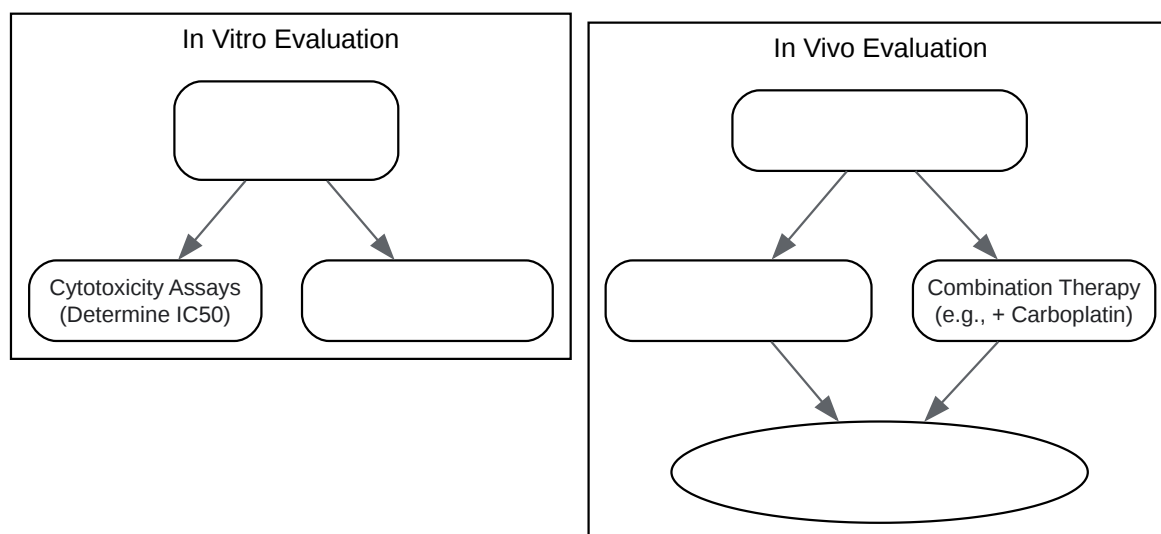 In Vitro Evaluation
Cytotoxicity Assays
(Determine IC50)
In Vivo Evaluation
Combination Therapy
(e.g., + Carboplatin)